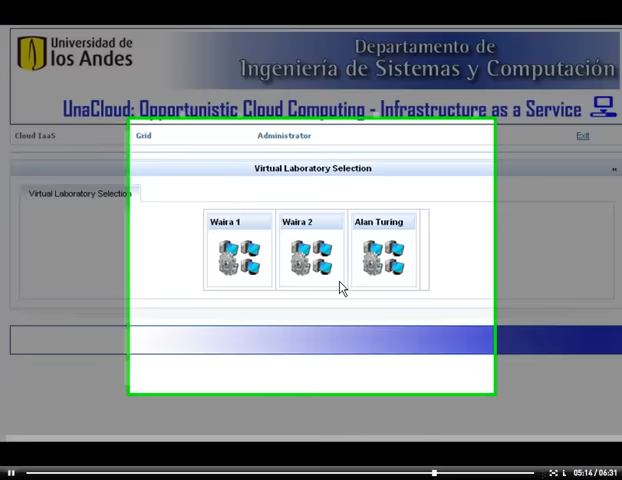 Universidad de
los Andes
Departamento de
Ingeniería de Sistemas y Computación
UnaCloud: Opportunistic Cloud Computing - Infrastructure as a Service
Cloud IaaS Grid Administrator Exit
Virtual Laboratory Selection
Virtual Laboratory Selection
Waira 1 Waira 2 Alan Turing
05:14 / 06:31